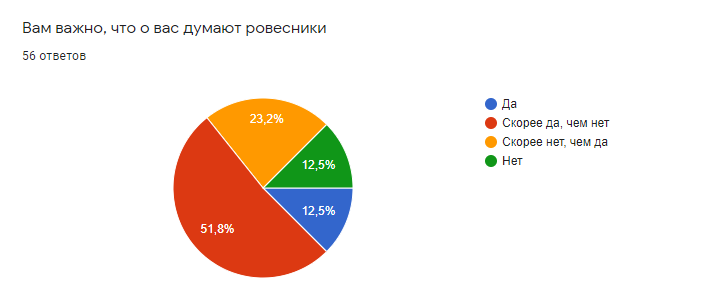 Вам важно, что о вас думают ровесники
56 ответов
23,2%
12,5%
12,5%
51,8%
Да
Скорее да, чем нет
Скорее нет, чем да
Нет